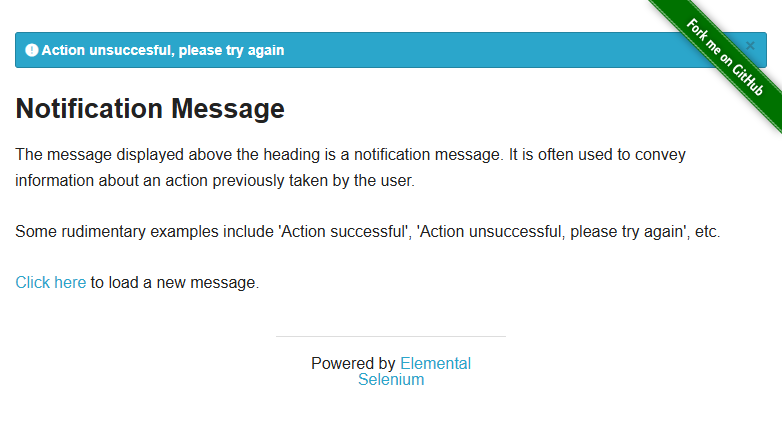 Action unsuccesful, please try again
×
Fork me on GitHub
Notification Message
The message displayed above the heading is a notification message. It is often used to convey
information about an action previously taken by the user.
Some rudimentary examples include 'Action successful', 'Action unsuccessful, please try again', etc.
Click here to load a new message.
Powered by Elemental
Selenium